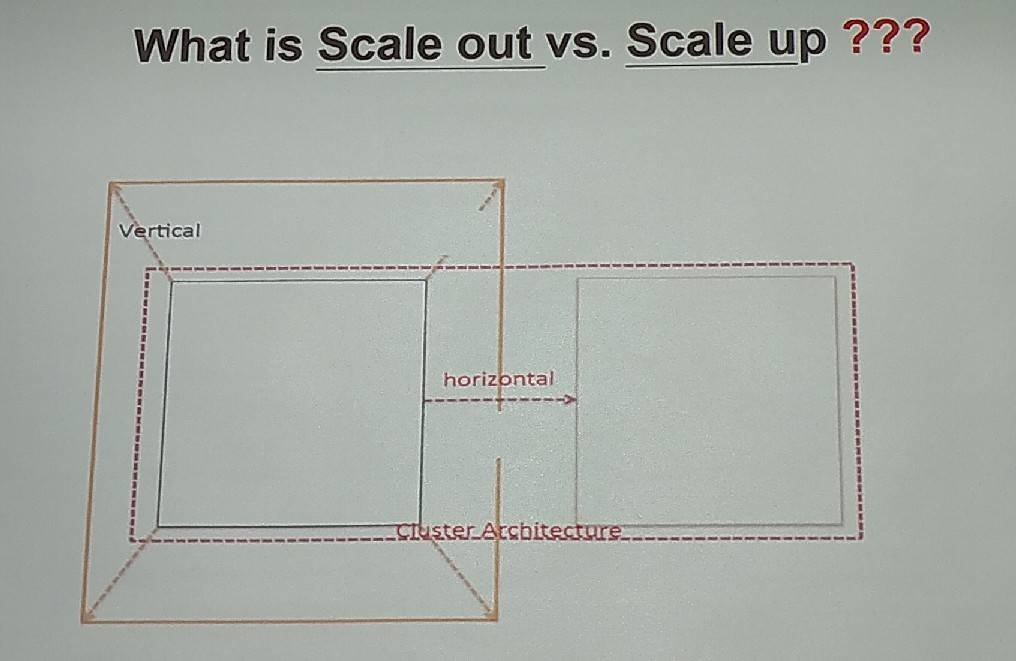 What is Scale out vs. Scale up ???
Vertical
horizontal
Cluster Architecture